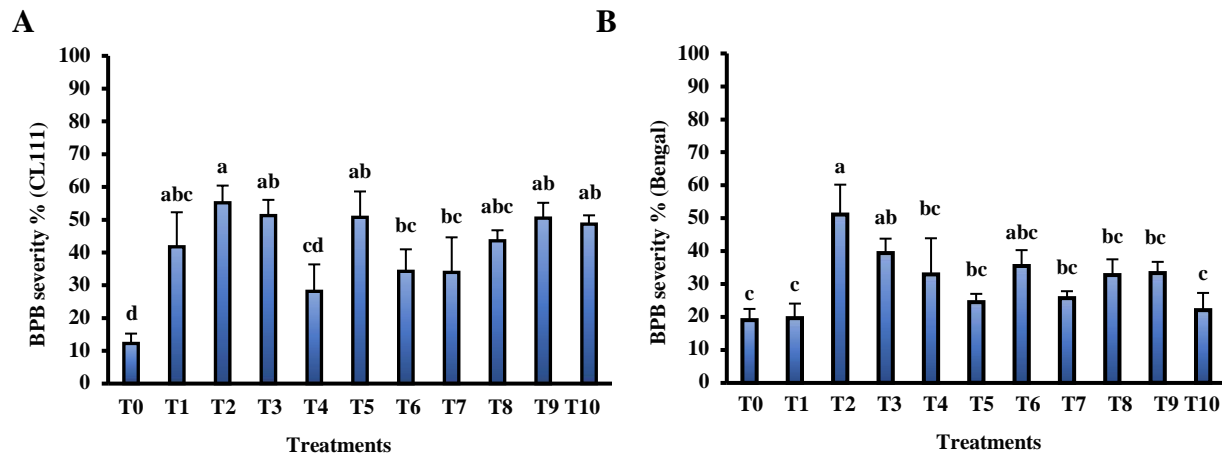 A
BPB severity % (CL111)
100
90
80
70
60
50
40
30
20
10
0
d
abc
a
ab
cd
ab
bc
bc
abc
ab
ab
T0 T1 T2 T3 T4 T5 T6 T7 T8 T9 T10
Treatments
B
BPB severity % (Bengal)
100
90
80
70
60
50
40
30
20
10
0
c
c
a
ab
bc
bc
abc
bc
bc
bc
c
T0 T1 T2 T3 T4 T5 T6 T7 T8 T9 T10
Treatments